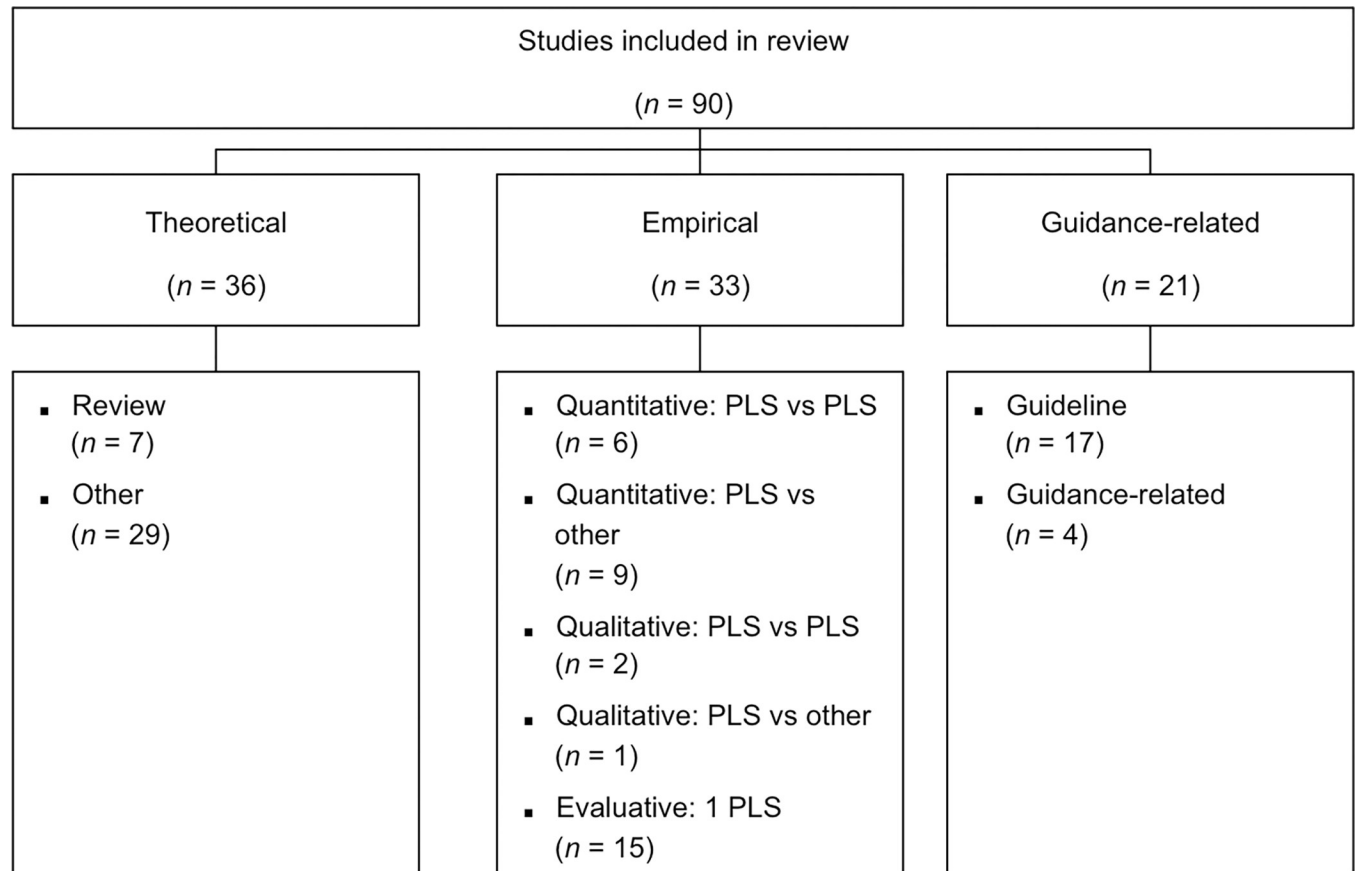 Studies included in review
(n = 90)
Theoretical
(n = 36)
Empirical
(n = 33)
Guidance-related
(n = 21)
▪ Review
(n = 7)
▪ Other
(n = 29)
▪ Quantitative: PLS vs PLS
(n = 6)
▪ Quantitative: PLS vs
other
(n = 9)
▪ Qualitative: PLS vs PLS
(n = 2)
▪ Qualitative: PLS vs other
(n = 1)
▪ Evaluative: 1 PLS
(n = 15)
▪ Guideline
(n = 17)
▪ Guidance-related
(n = 4)